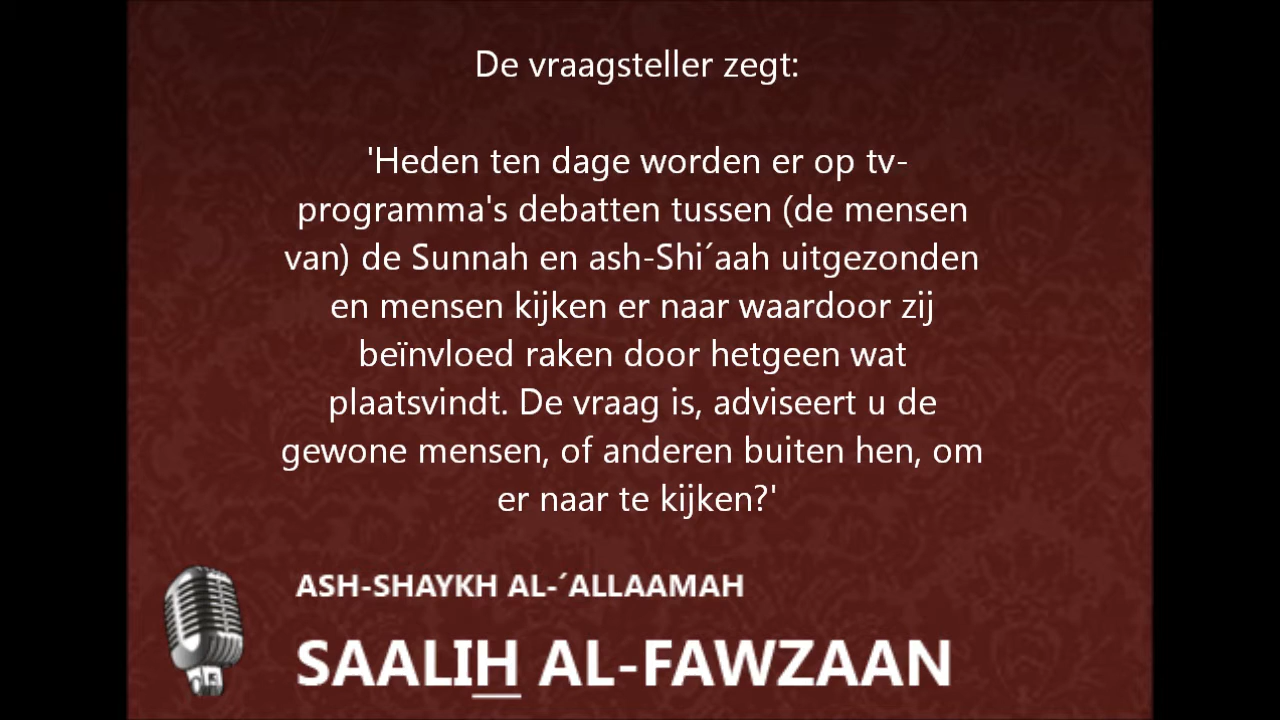 De vraagsteller zegt:
'Heden ten dage worden er op tv-
programma's debatten tussen (de mensen
van) de Sunnah en ash-Shi´aah uitgezonden
en mensen kijken er naar waardoor zij
beïnvloed raken door hetgeen wat
plaatsvindt. De vraag is, adviseert u de
gewone mensen, of anderen buiten hen, om
er naar te kijken?'
ASH-SHAYKH AL-´ALLAAMAH
SAALIH AL-FAWZAAN